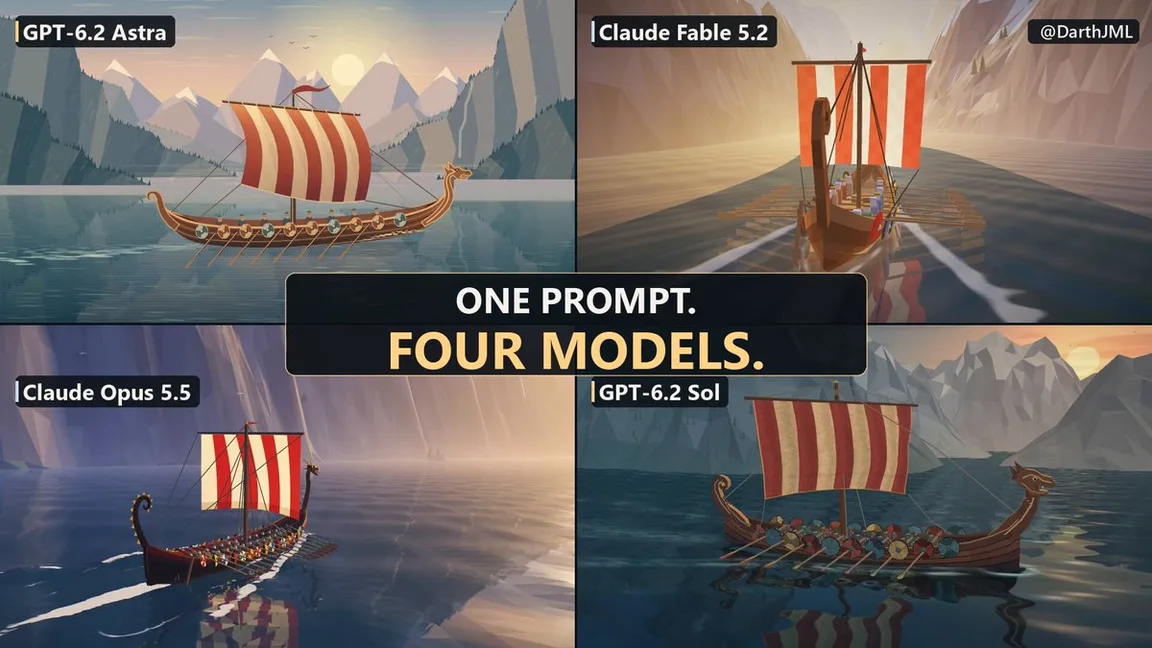 GPT-6.2 Astra
Claude Fable 5.2
@DarthJML
ONE PROMPT.
FOUR MODELS.
Claude Opus 5.5
GPT-6.2 Sol